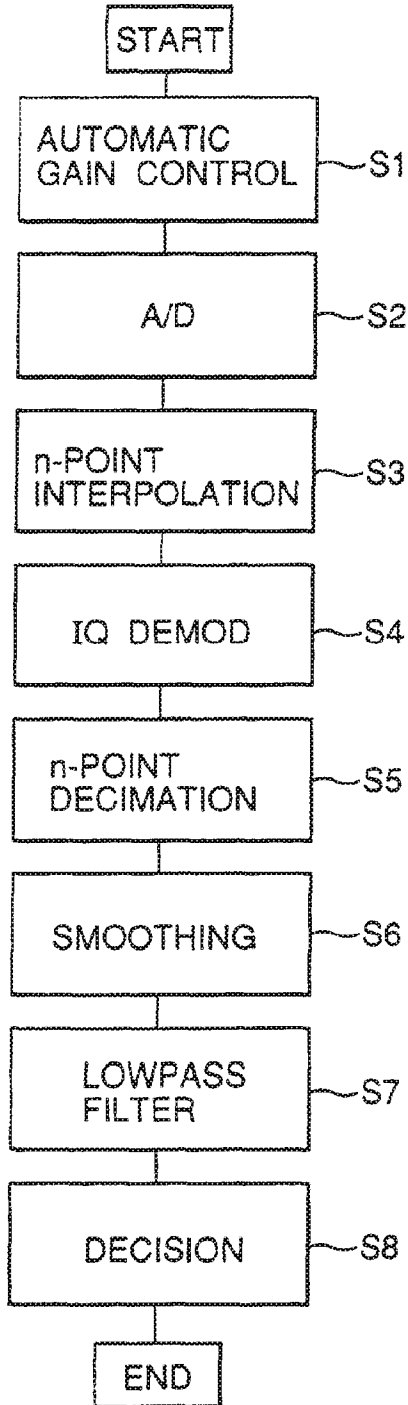 START
AUTOMATIC
GAIN CONTROL
S1
A/D
S2
n-POINT
INTERPOLATION
S3
IQ DEMOD
S4
n-POINT
DECIMATION
S5
SMOOTHING
S6
LOWPASS
FILTER
S7
DECISION
S8
END